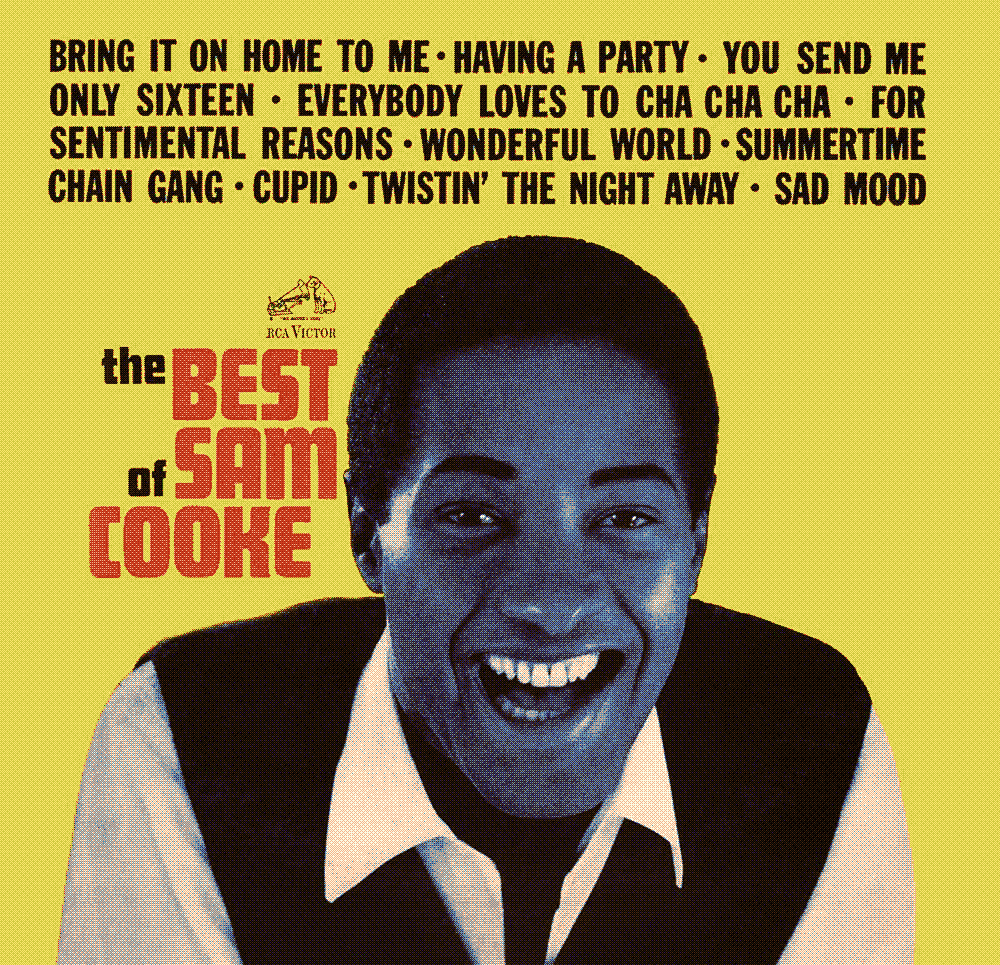 BRING IT ON HOME TO ME · HAVING A PARTY · YOU SEND ME
ONLY SIXTEEN · EVERYBODY LOVES TO CHA CHA CHA · FOR
SENTIMENTAL REASONS · WONDERFUL WORLD · SUMMERTIME
CHAIN GANG · CUPID · TWISTIN' THE NIGHT AWAY · SAD MOOD
RCA VICTOR
the BEST
of SAM
COOKE